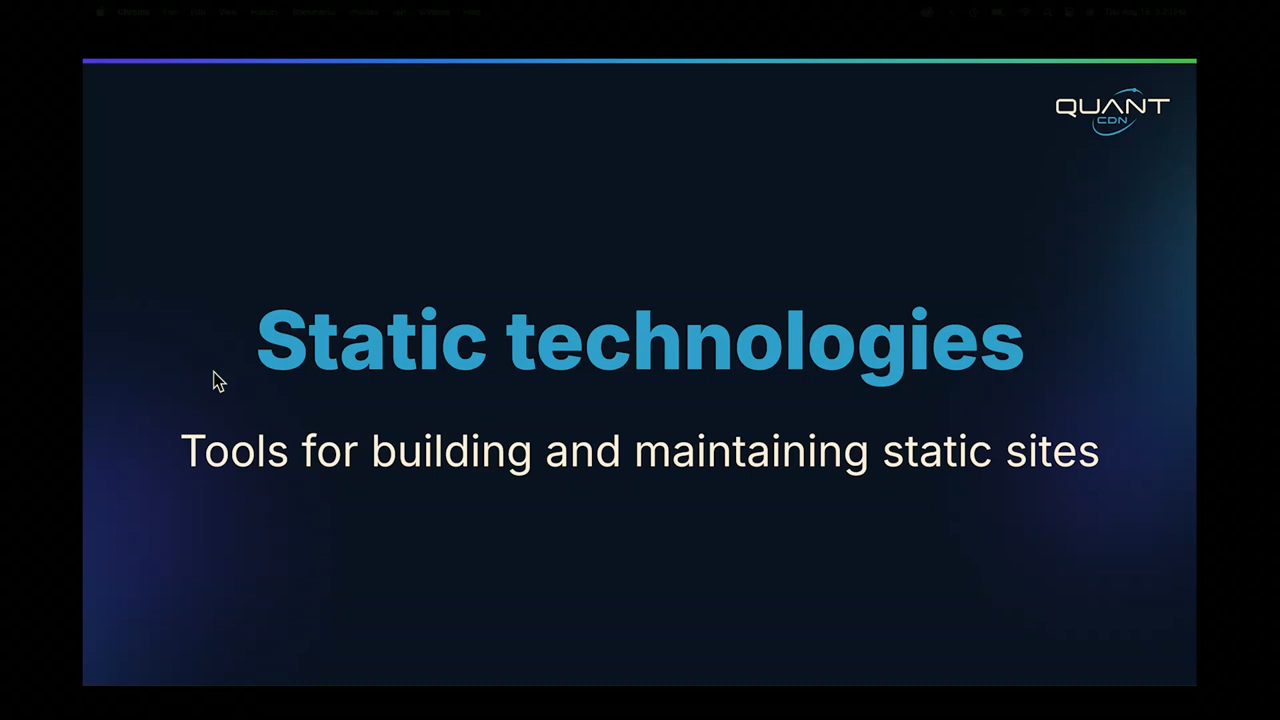 QUANT
CDN
Static technologies
Tools for building and maintaining static sites